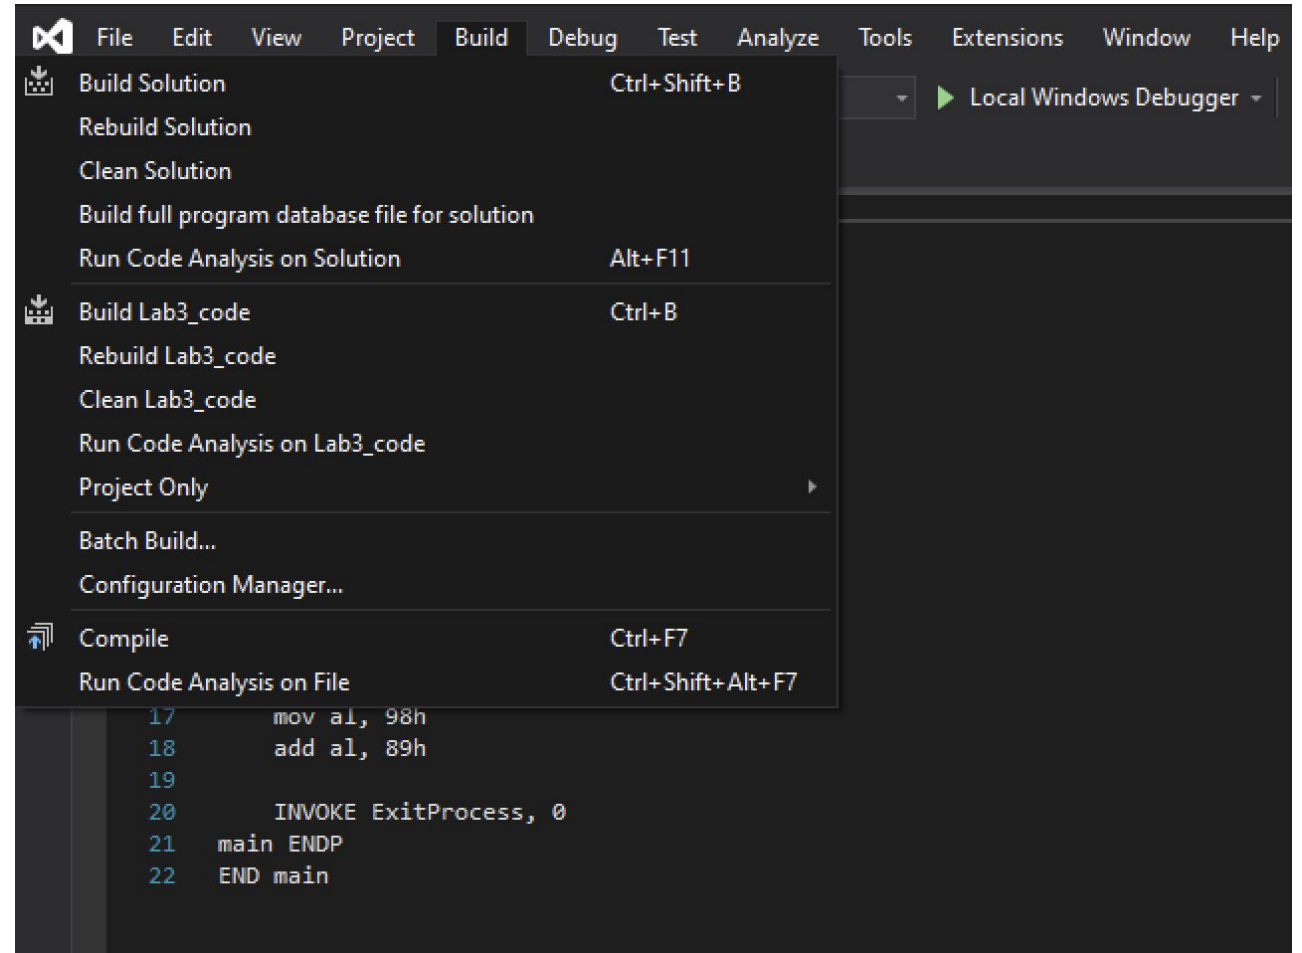 File Edit View Project Build Debug Test Analyze Tools Extensions Window Help
Build Solution Ctrl+Shift+B
Local Windows Debugger
Rebuild Solution
Clean Solution
Build full program database file for solution
Run Code Analysis on Solution Alt+F11
Build Lab3_code Ctrl+B
Rebuild Lab3_code
Clean Lab3_code
Run Code Analysis on Lab3_code
Project Only
Batch Build...
Configuration Manager...
Compile Ctrl+F7
Run Code Analysis on File Ctrl+Shift+Alt+F7
17 mov al, 98h
18 add al, 89h
19
20 INVOKE ExitProcess, 0
21 main ENDP
22 END main